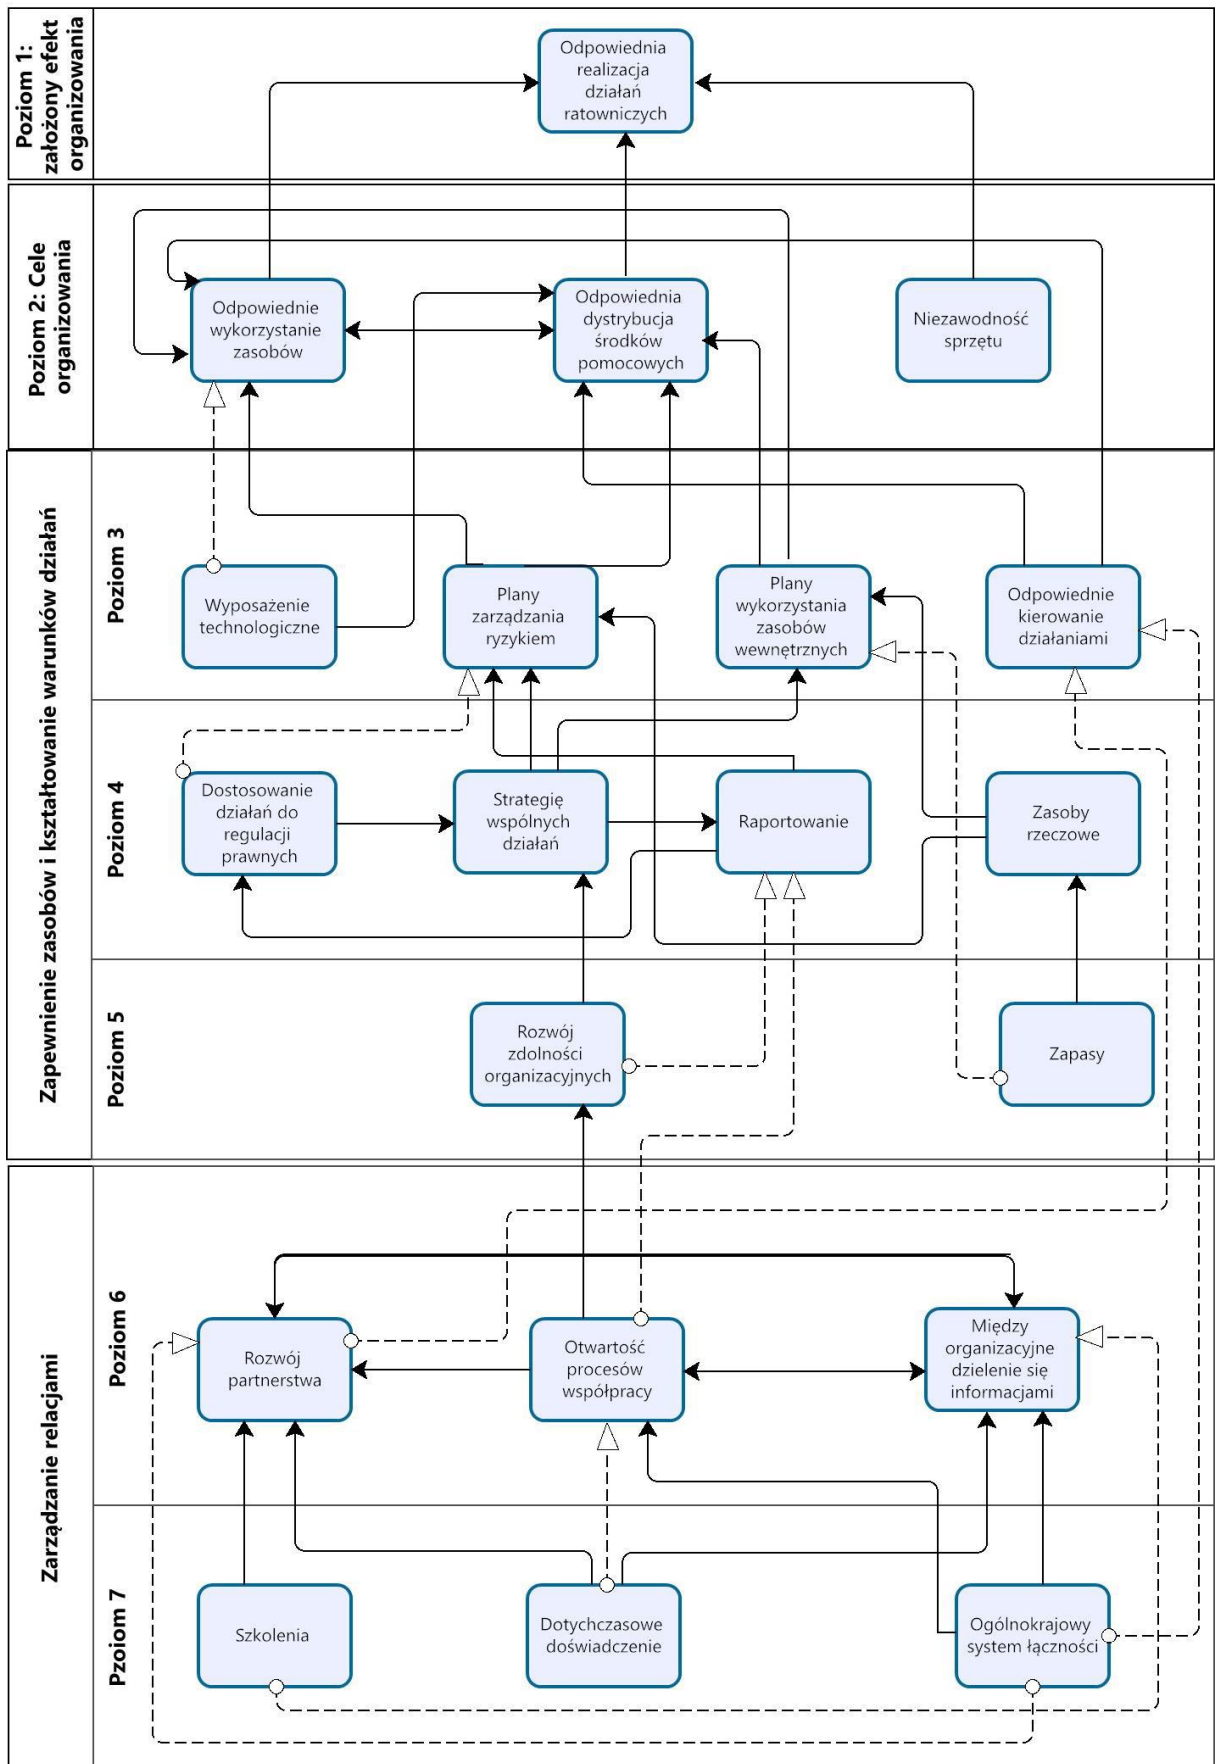 Poziom 1:
założony efekt
organizowania
Odpowiednia
realizacja
działań
ratowniczych
Poziom 2: Cele
organizowania
Odpowiednie
wykorzystanie
zasobów
Odpowiednia
dystrybucja
środków
pomocowych
Niezawodność
sprzętu
Zapewnienie zasobów i kształtowanie warunków działań
Poziom 3
Wyposażenie
technologiczne
Plany
zarządzania
ryzykiem
Plany
wykorzystania
zasobów
wewnętrznych
Odpowiednie
kierowanie
działaniami
Poziom 4
Dostosowanie
działań do
regulacji
prawnych
Strategię
wspólnych
działań
Raportowanie
Zasoby
rzeczowe
Poziom 5
Rozwój
zdolności
organizacyjnych
Zapasy
Zarządzanie relacjami
Poziom 6
Rozwój
partnerstwa
Otwartość
procesów
współpracy
Między
organizacyjne
dzielenie się
informacjami
Pzoiom 7
Szkolenia
Dotychczasowe
doświadczenie
Ogólnokrajowy
system łączności